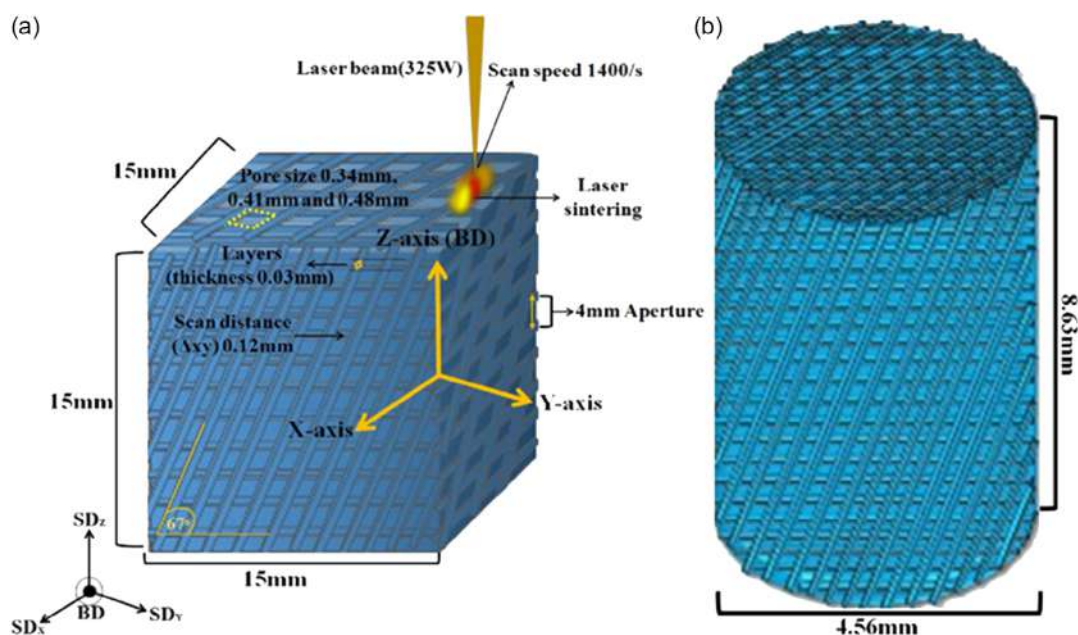 (a)
(b)
Laser beam(325W)
Scan speed 1400/s
15mm
Pore size 0.34mm,
0.41mm and 0.48mm
Laser
sintering
Z-axis (BD)
Layers
(thickness 0.03mm)
4mm Aperture
Scan distance
(Λxy) 0.12mm
8.63mm
15mm
Y-axis
X-axis
67°
SDz
15mm
BD
SDX
SDY
4.56mm